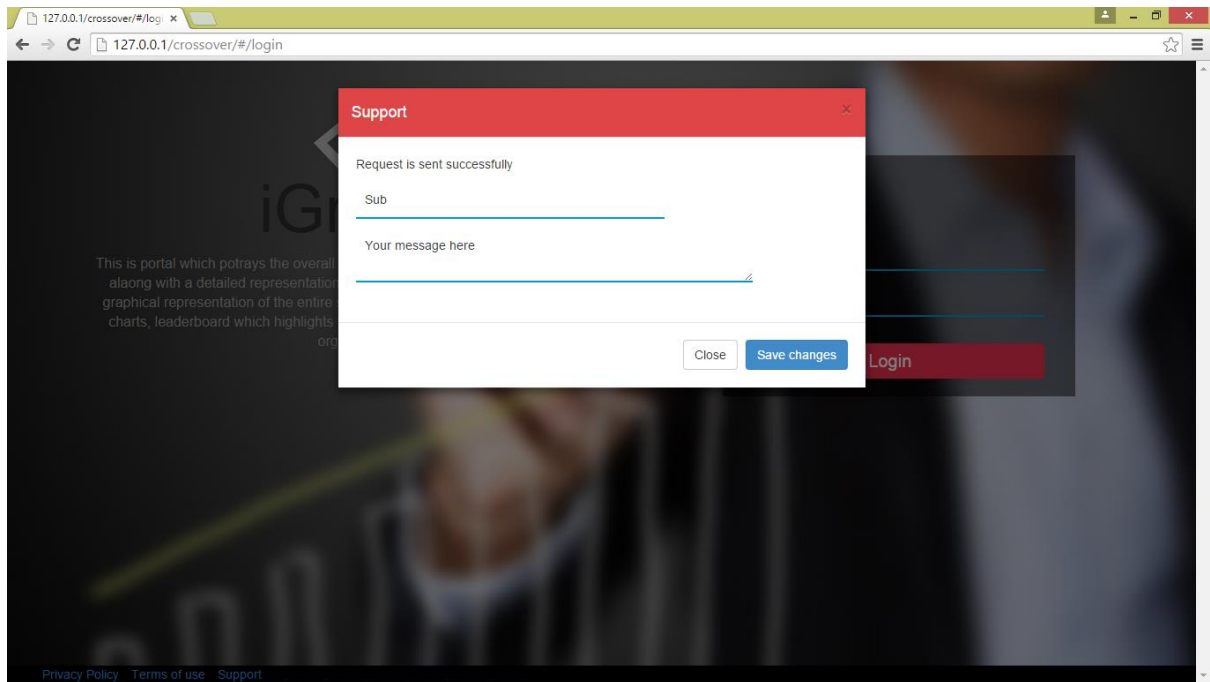 127.0.0.1/crossover/#/logi
127.0.0.1/crossover/#/login
Support
Request is sent successfully
Sub
Your message here
Close
Save changes
iGr
This is portal which potrays the overall
alaong with a detailed representation
graphical representation of the entire
charts, leaderboard which highlights
org
Login
Privacy Policy Terms of use Support